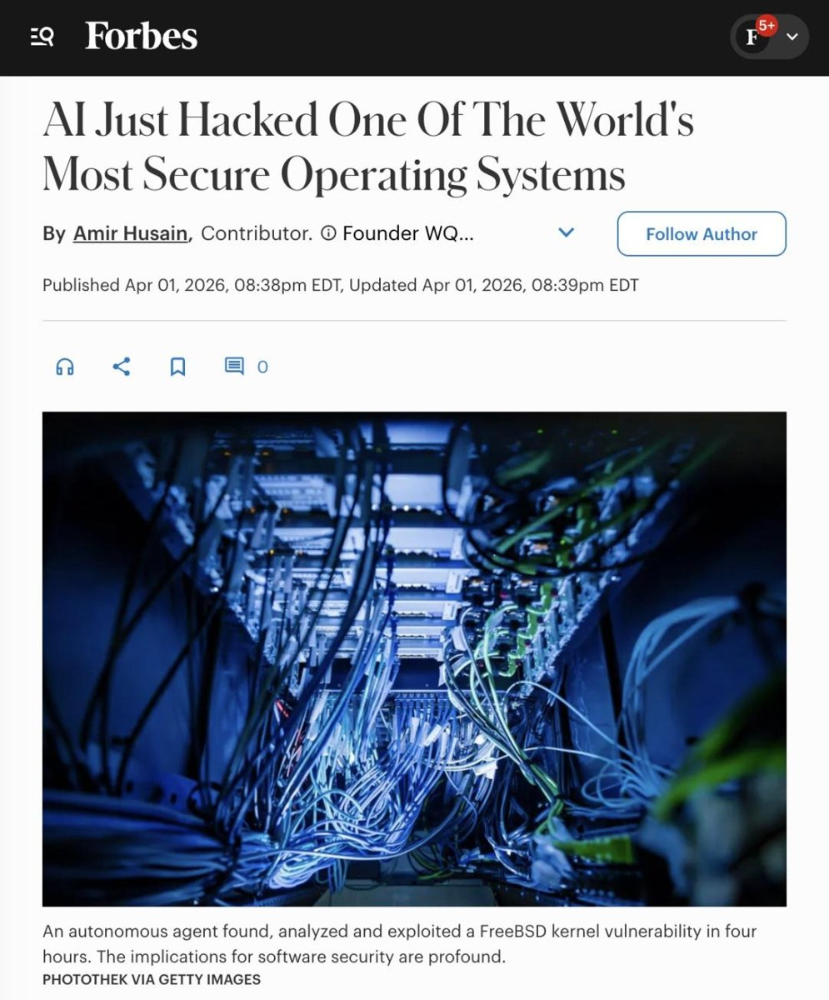 Forbes
F 5+
AI Just Hacked One Of The World's
Most Secure Operating Systems
By Amir Husain, Contributor. ⓘ Founder WQ...
Follow Author
Published Apr 01, 2026, 08:38pm EDT, Updated Apr 01, 2026, 08:39pm EDT
0
An autonomous agent found, analyzed and exploited a FreeBSD kernel vulnerability in four
hours. The implications for software security are profound.
PHOTOTHEK VIA GETTY IMAGES